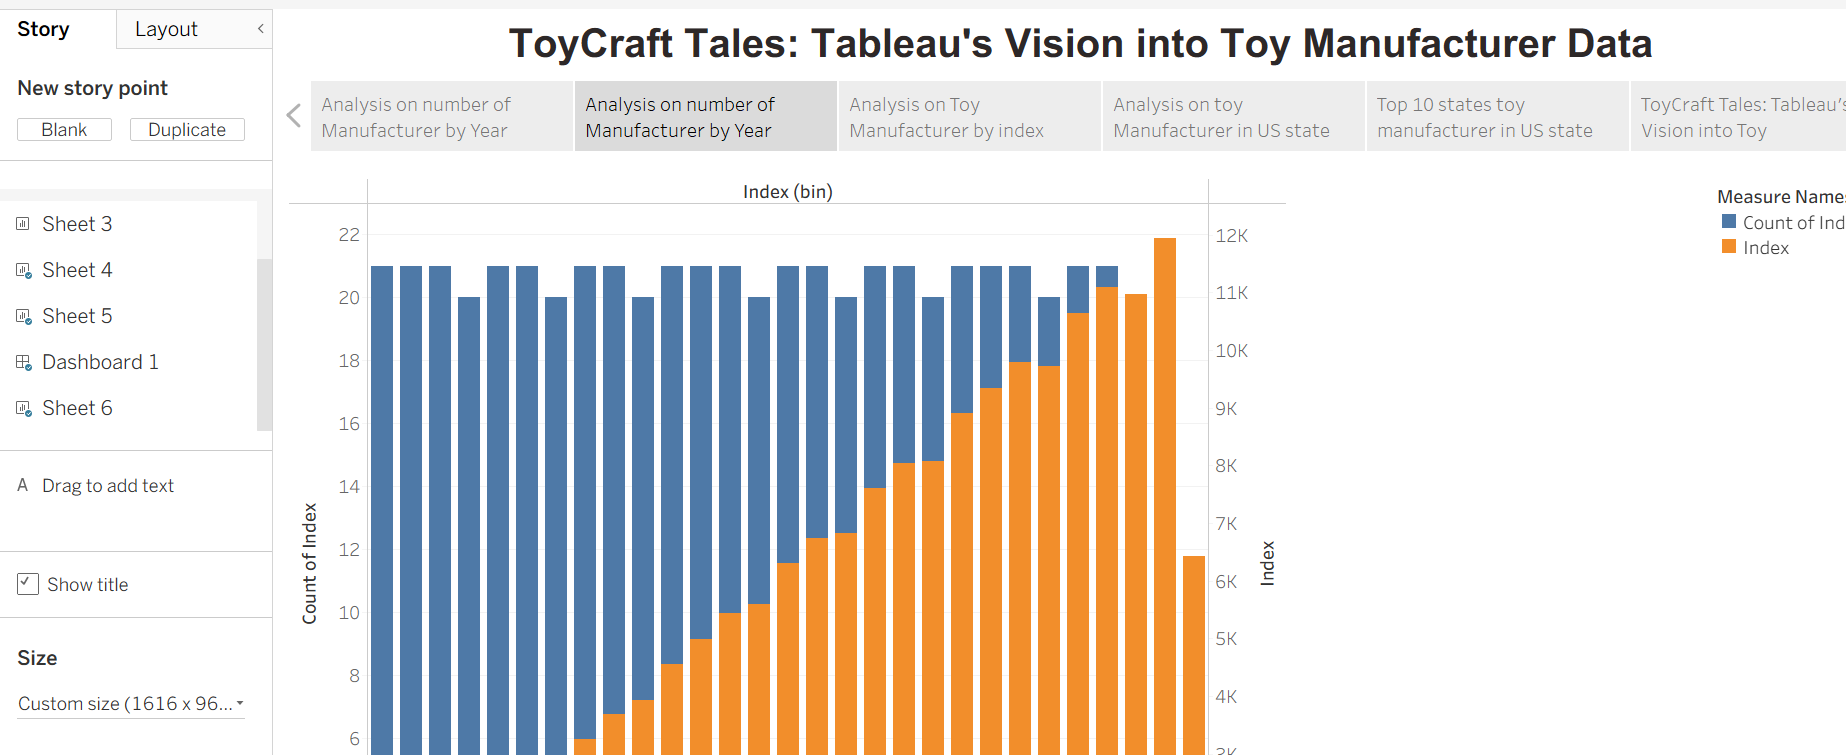 Story
Layout
New story point
Blank
Duplicate
Sheet 3
Sheet 4
Sheet 5
Dashboard 1
Sheet 6
A Drag to add text
Show title
Size
Custom size (1616 x 96...
ToyCraft Tales: Tableau's Vision into Toy Manufacturer Data
Analysis on number of
Manufacturer by Year
Analysis on number of
Manufacturer by Year
Analysis on Toy
Manufacturer by index
Analysis on toy
Manufacturer in US state
Top 10 states toy
manufacturer in US state
ToyCraft Tales: Tableau's
Vision into Toy
Index (bin)
Count of Index
22
20
18
16
14
12
10
8
6
12K
11K
10K
9K
8K
7K
6K
5K
4K
3K
Index
Measure Names
Count of Ind
Index